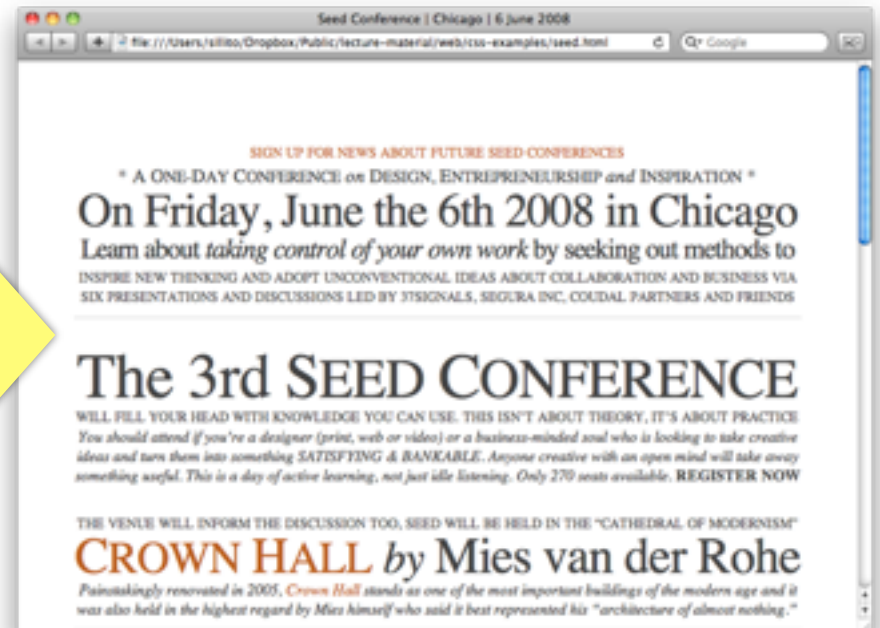 Seed Conference | Chicago | 6 June 2008
file:///Users/sillito/Dropbox/Public/lecture-material/web/css-examples/seed.html
Google
SIGN UP FOR NEWS ABOUT FUTURE SEED CONFERENCES
* A ONE-DAY CONFERENCE on DESIGN, ENTREPRENEURSHIP and INSPIRATION *
On Friday, June the 6th 2008 in Chicago
Learn about taking control of your own work by seeking out methods to
INSPIRE NEW THINKING AND ADOPT UNCONVENTIONAL IDEAS ABOUT COLLABORATION AND BUSINESS VIA
SIX PRESENTATIONS AND DISCUSSIONS LED BY 37SIGNALS, SEGURA INC, COUDAL PARTNERS AND FRIENDS
The 3rd SEED CONFERENCE
WILL FILL YOUR HEAD WITH KNOWLEDGE YOU CAN USE. THIS ISN'T ABOUT THEORY, IT'S ABOUT PRACTICE
You should attend if you're a designer (print, web or video) or a business-minded soul who is looking to take creative
ideas and turn them into something SATISFYING & BANKABLE. Anyone creative with an open mind will take away
something useful. This is a day of active learning, not just idle listening. Only 270 seats available. REGISTER NOW
THE VENUE WILL INFORM THE DISCUSSION TOO, SEED WILL BE HELD IN THE "CATHEDRAL OF MODERNISM"
CROWN HALL by Mies van der Rohe
Painstakingly renovated in 2005, Crown Hall stands as one of the most important buildings of the modern age and it
was also held in the highest regard by Mies himself who said it best represented his "architecture of almost nothing."